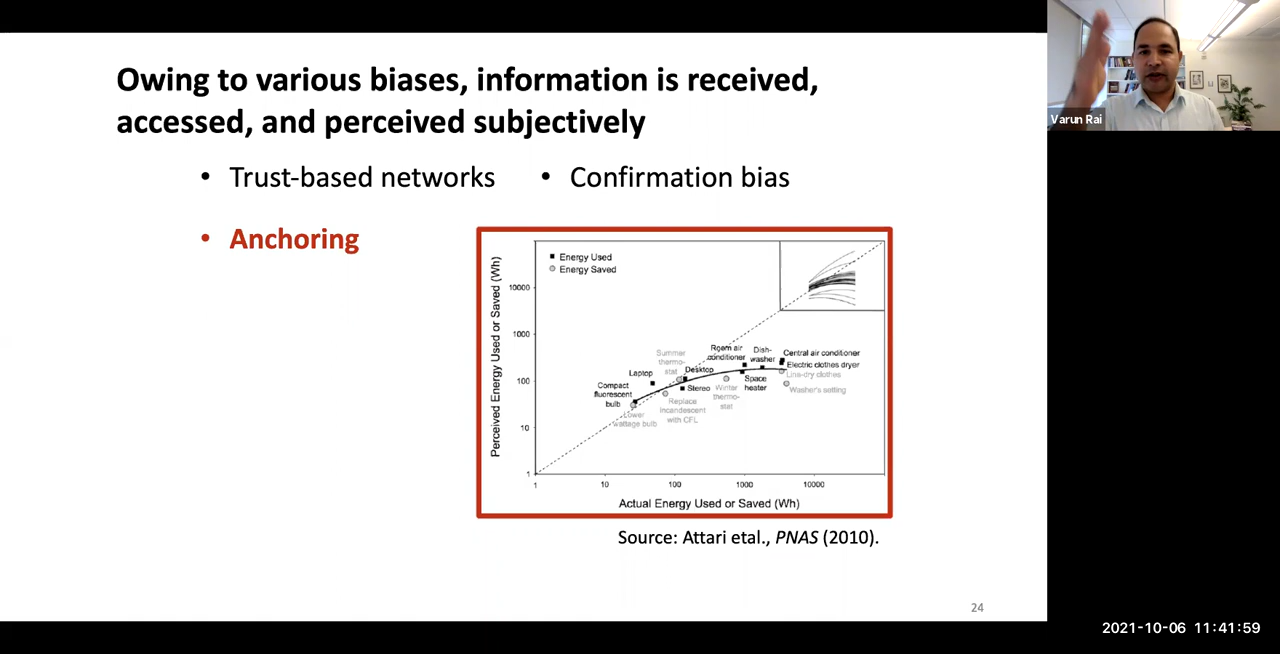 Owing to various biases, information is received,
accessed, and perceived subjectively
• Trust-based networks
• Confirmation bias
• Anchoring
Perceived Energy Used or Saved (Wh)
Energy Used
Energy Saved
10000
1000
100
10
1
Compact
fluorescent
bulb
Laptop
Summer
thermo-
stat
Desktop
Stereo
Lower
wattage bulb
Replace
incandescent
with CFL
Room air
conditioner
Winter
thermo-
stat
Dish-
washer
Space
heater
Central air conditioner
Electric clothes dryer
Line-dry clothes
Washer's setting
1
10
100
1000
10000
Actual Energy Used or Saved (Wh)
Source: Attari etal., PNAS (2010).
24
Varun Rai
2021-10-06 11:41:59